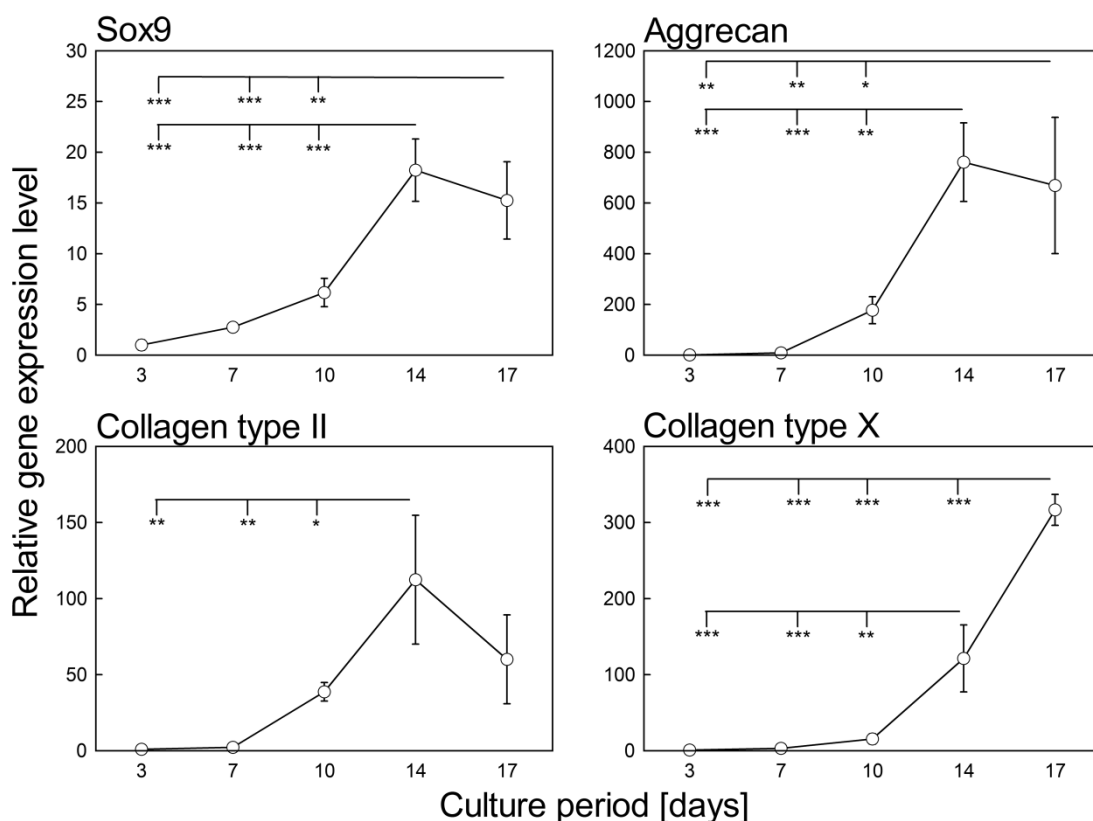 Sox9
30
25
20
15
10
5
0
*** *** **
*** *** ***
3 7 10 14 17
Aggrecan
1200
1000
800
600
400
200
0
** ** *
*** *** **
3 7 10 14 17
Collagen type II
200
150
100
50
0
** ** *
3 7 10 14 17
Collagen type X
400
300
200
100
0
*** *** *** ***
*** *** **
3 7 10 14 17
Relative gene expression level
Culture period [days]